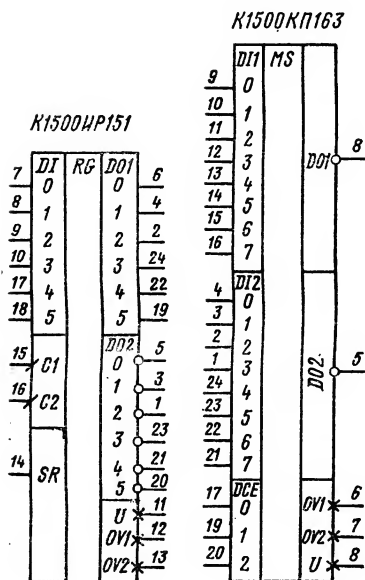 К1500КП163
К1500ИР151
DI RG DO1
7 0 0 6
8 1 1 4
9 2 2 2
10 3 3 24
17 4 4 22
18 5 5 19
DO2
0 5
15 C1 1 3
16 C2 2 1
3 23
14 SR 4 21
5 20
U 11
OV1 12
OV2 13
DI1 MS
9 0
10 1
11 2
12 3 DO1 8
13 4
14 5
15 6
16 7
DI2
4 0
3 1
2 2
1 3 DO2 5
24 4
23 5
22 6
21 7
DCE
17 0 OV1 6
19 1 OV2 7
20 2 U 8